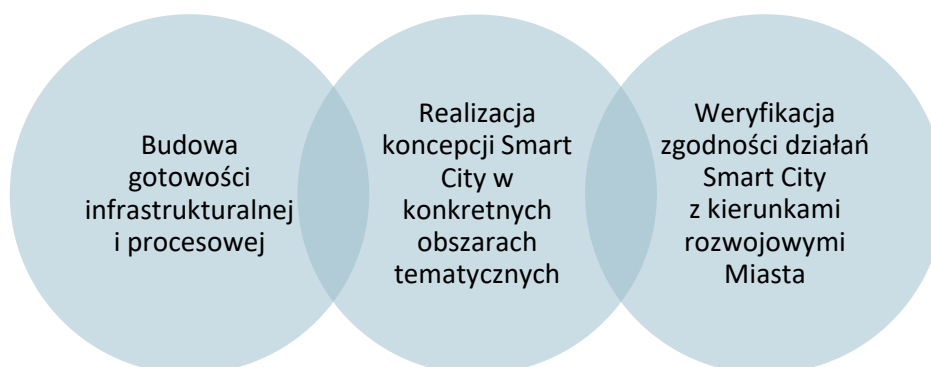 Budowa
gotowości
infrastrukturalnej
i procesowej
Realizacja
koncepcji Smart
City w
konkretnych
obszarach
tematycznych
Weryfikacja
zgodności działań
Smart City
z kierunkami
rozwojowymi
Miasta